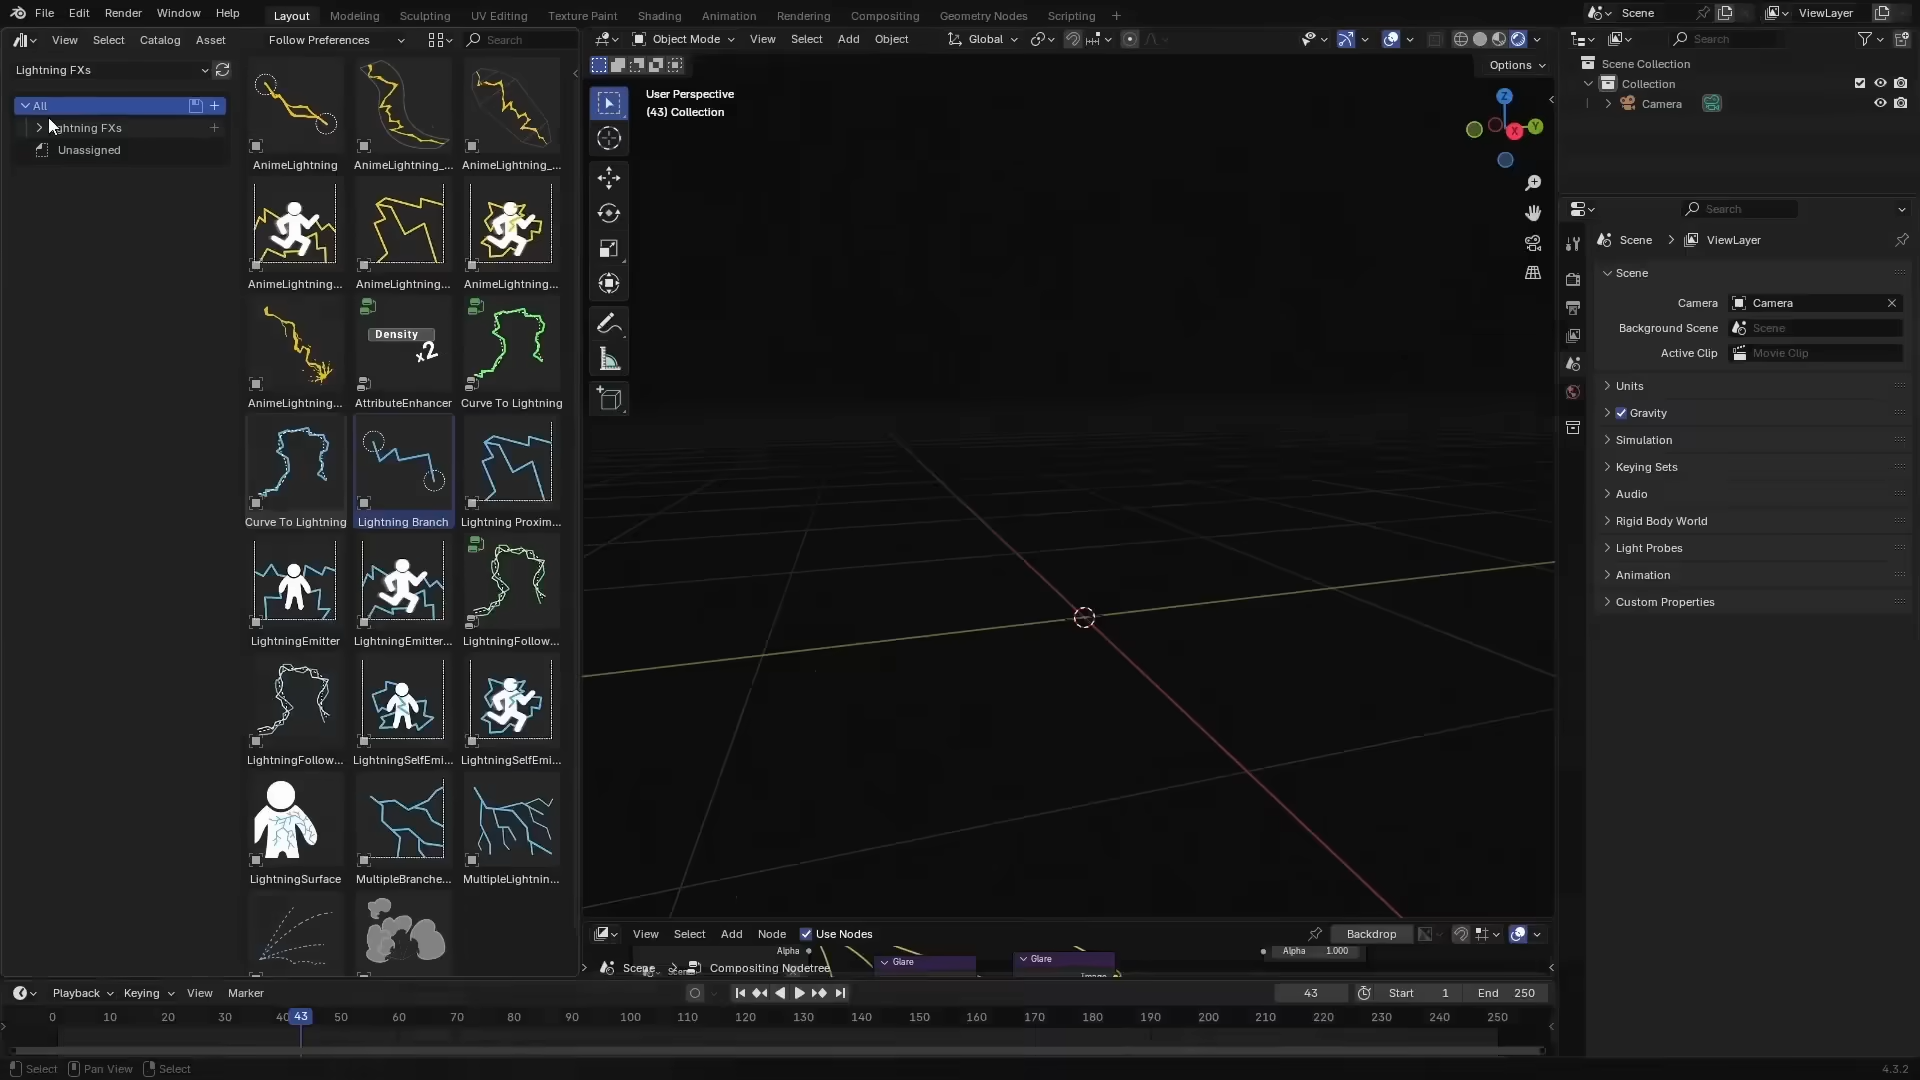 File Edit Render Window Help Layout Modeling Sculpting UV Editing Texture Paint Shading Animation Rendering Compositing Geometry Nodes Scripting + Scene ViewLayer
View Select Catalog Asset Follow Preferences Search Object Mode View Select Add Object Global Search
Lightning FXs
Options
All
Lightning FXs
Unassigned
AnimeLightning AnimeLightning_... AnimeLightning_...
AnimeLightning... AnimeLightning... AnimeLightning...
Density
x2
AnimeLightning... AttributeEnhancer Curve To Lightning
Curve To Lightning Lightning Branch Lightning Proxim...
LightningEmitter LightningEmitter... LightningFollow...
LightningFollow... LightningSelfEmi... LightningSelfEmi...
LightningSurface MultipleBranche... MultipleLightnin...
User Perspective
(43) Collection
Z
Y
X
Scene Collection
Collection
Camera
Search
Scene > ViewLayer
Scene
Camera Camera
Background Scene Scene
Active Clip Movie Clip
Units
Gravity
Simulation
Keying Sets
Audio
Rigid Body World
Light Probes
Animation
Custom Properties
View Select Add Node Use Nodes Backdrop
Alpha
Alpha 1.000
Glare
Glare
Scene > Compositing Nodetree
Image
Playback Keying View Marker 43 Start 1 End 250
0 10 20 30 40 43 50 60 70 80 90 100 110 120 130 140 150 160 170 180 190 200 210 220 230 240 250
Select Pan View Select 4.3.2